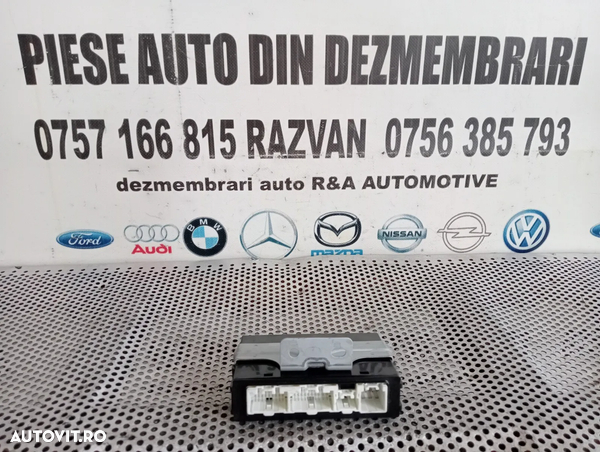 PIESE AUTO DIN DEZMEMBRARI
0757 166 815 RAZVAN 0756 385 793
dezmembrari auto R&A AUTOMOTIVE
Ford Audi BMW mazda NISSAN
AUTOVIT.RO